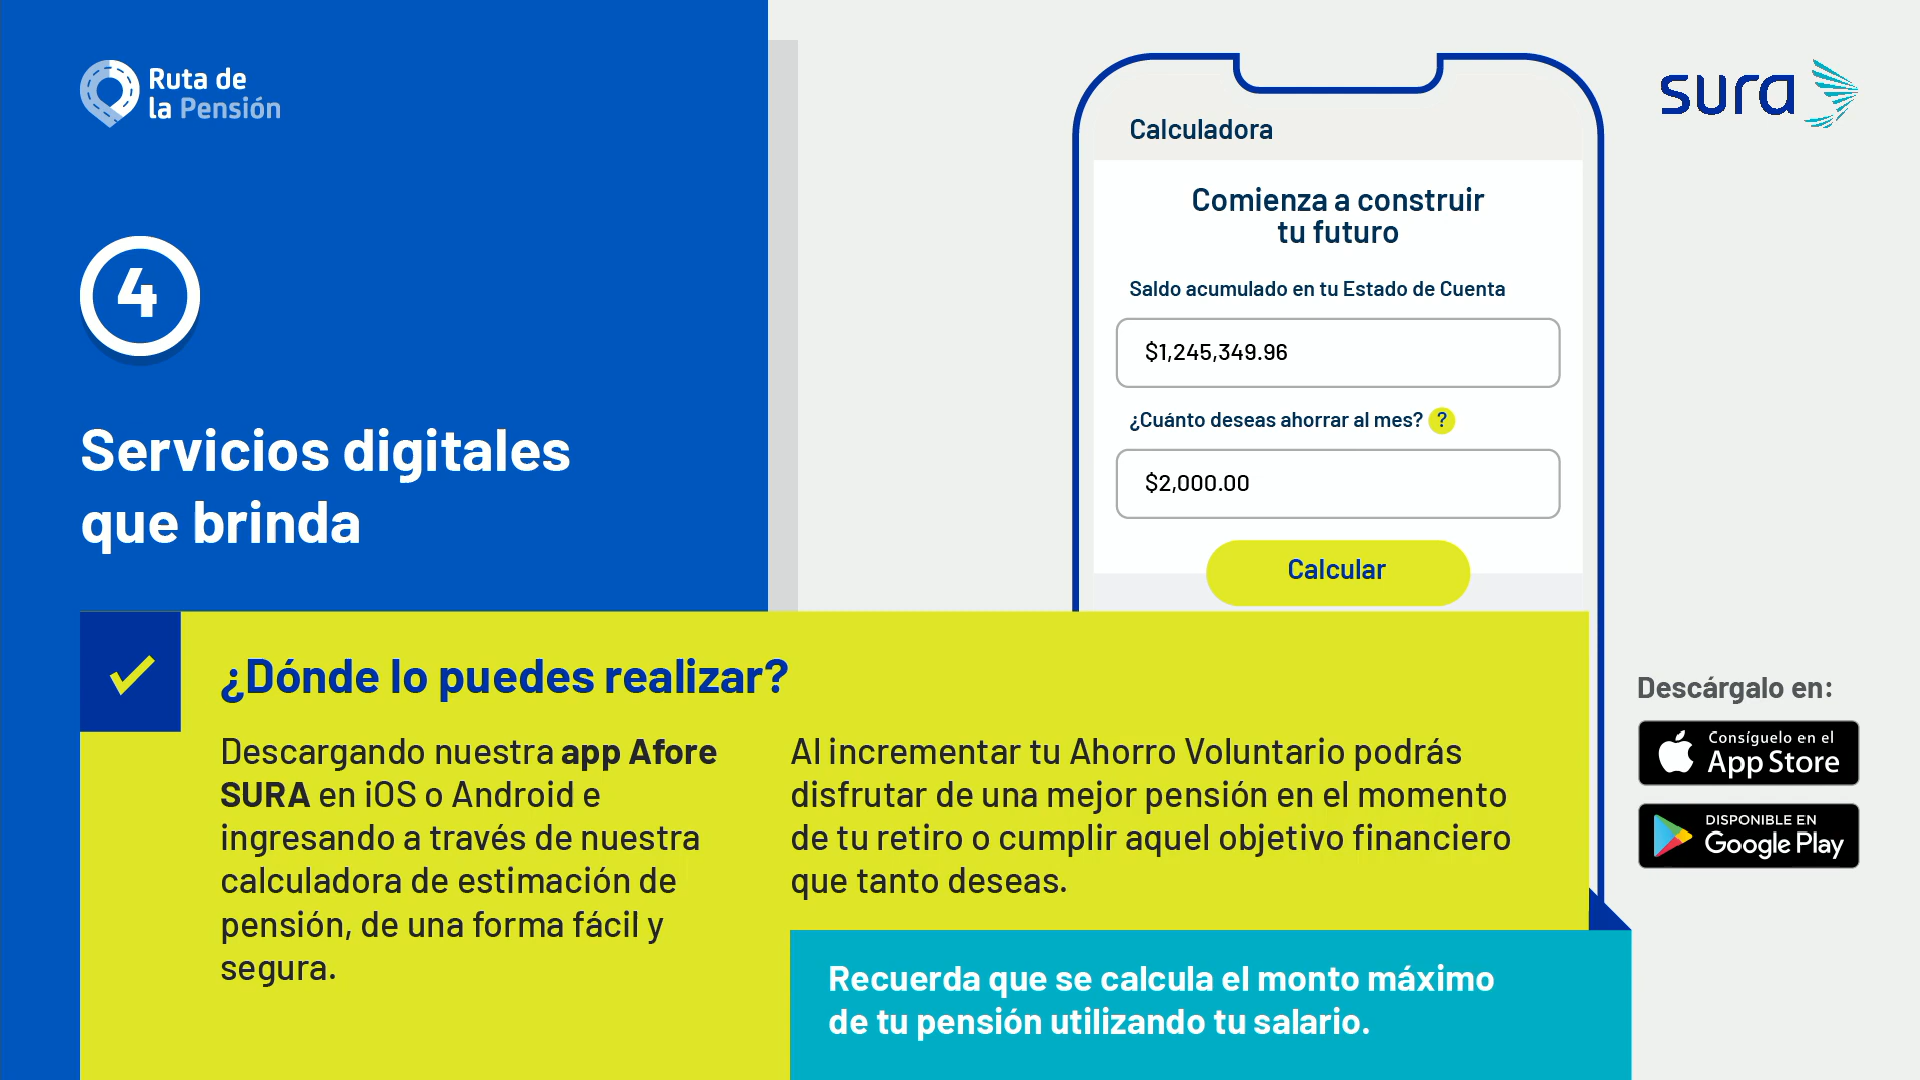 Ruta de
la Pensión
4
Servicios digitales
que brinda
sura
Calculadora
Comienza a construir
tu futuro
Saldo acumulado en tu Estado de Cuenta
$1,245,349.96
¿Cuánto deseas ahorrar al mes? ?
$2,000.00
Calcular
¿Dónde lo puedes realizar?
Descargando nuestra app Afore
SURA en iOS o Android e
ingresando a través de nuestra
calculadora de estimación de
pensión, de una forma fácil y
segura.
Al incrementar tu Ahorro Voluntario podrás
disfrutar de una mejor pensión en el momento
de tu retiro o cumplir aquel objetivo financiero
que tanto deseas.
Recuerda que se calcula el monto máximo
de tu pensión utilizando tu salario.
Descárgalo en:
Consíguelo en el
App Store
DISPONIBLE EN
Google Play